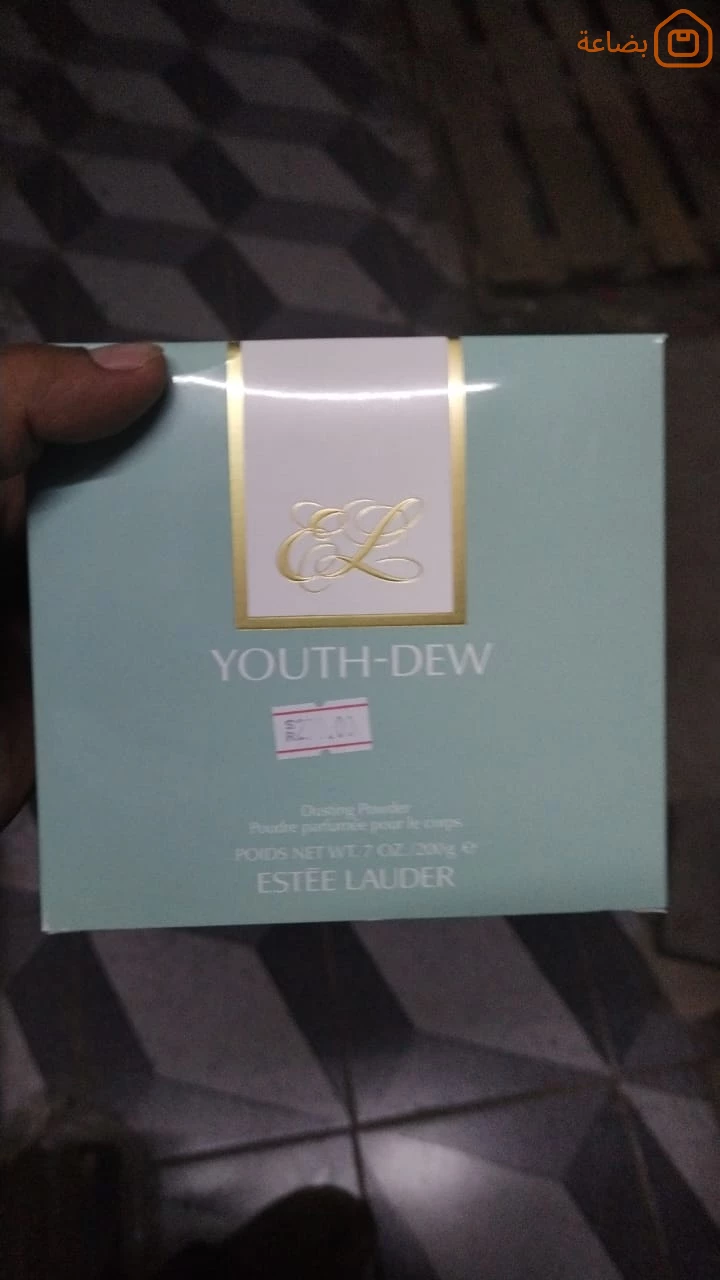 بضاعة
EL
YOUTH-DEW
SR
Dusting Powder
Poudre parfumée pour le corps
POIDS NET WT. 7 OZ./200g ℮
ESTĒE LAUDER